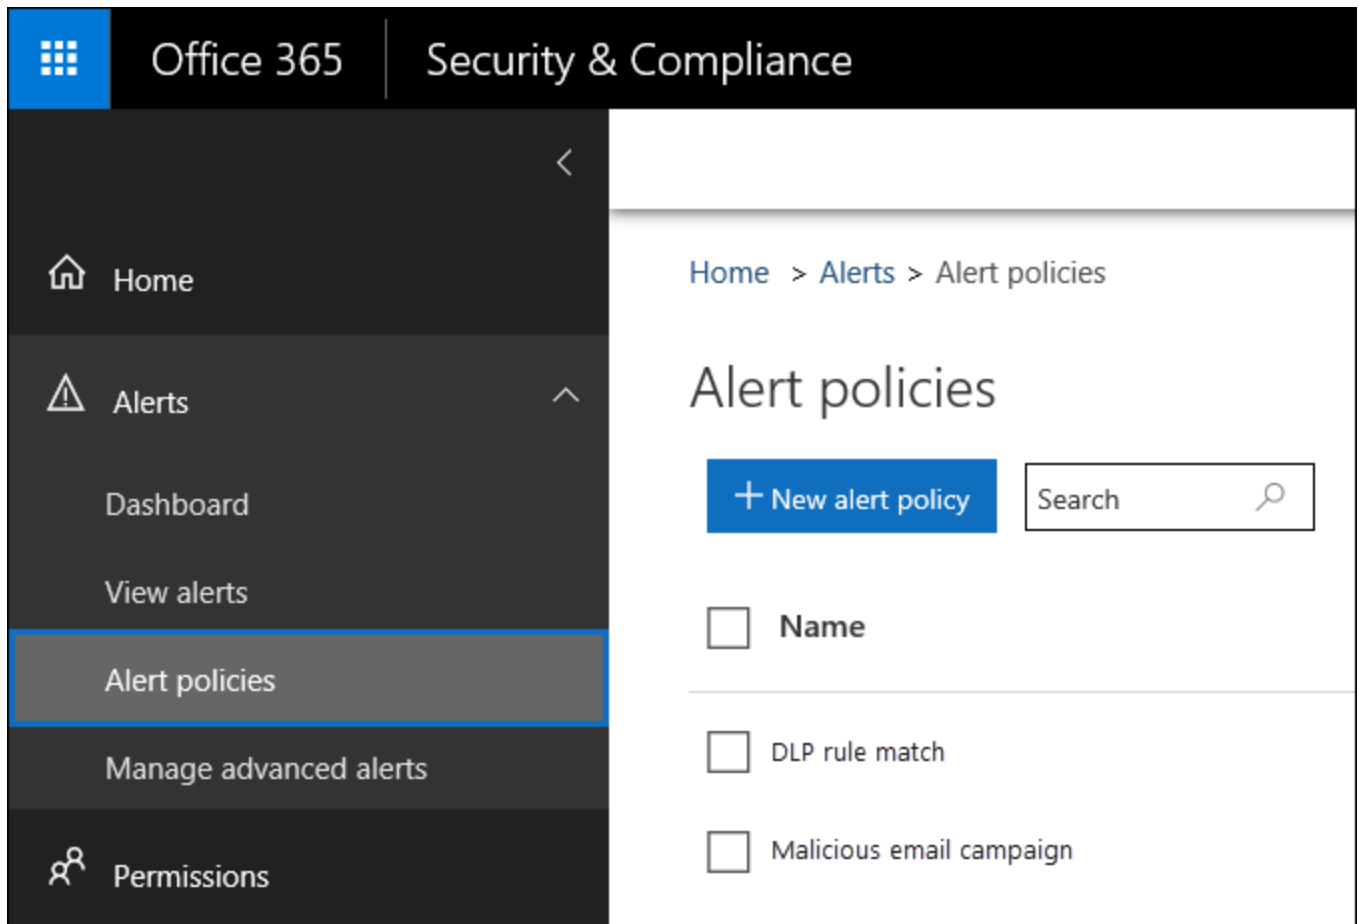 Office 365
Security & Compliance
Home
Alerts
Dashboard
View alerts
Alert policies
Manage advanced alerts
Permissions
Home > Alerts > Alert policies
Alert policies
+ New alert policy
Search
Name
DLP rule match
Malicious email campaign